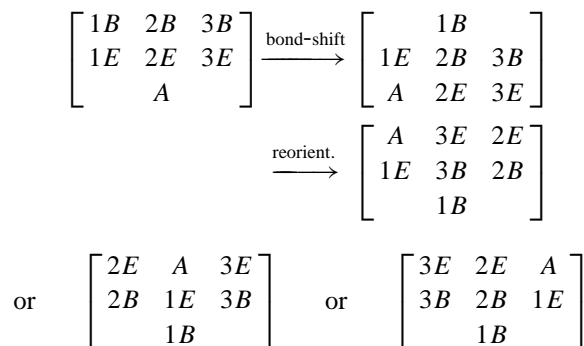 1B 2B 3B 1B
bond-shift
1E 2E 3E 1E 2B 3B
A A 2E 3E
A 3E 2E
reorient.
1E 3B 2B
1B
2E A 3E 3E 2E A
or 2B 1E 3B or 3B 2B 1E
1B 1B